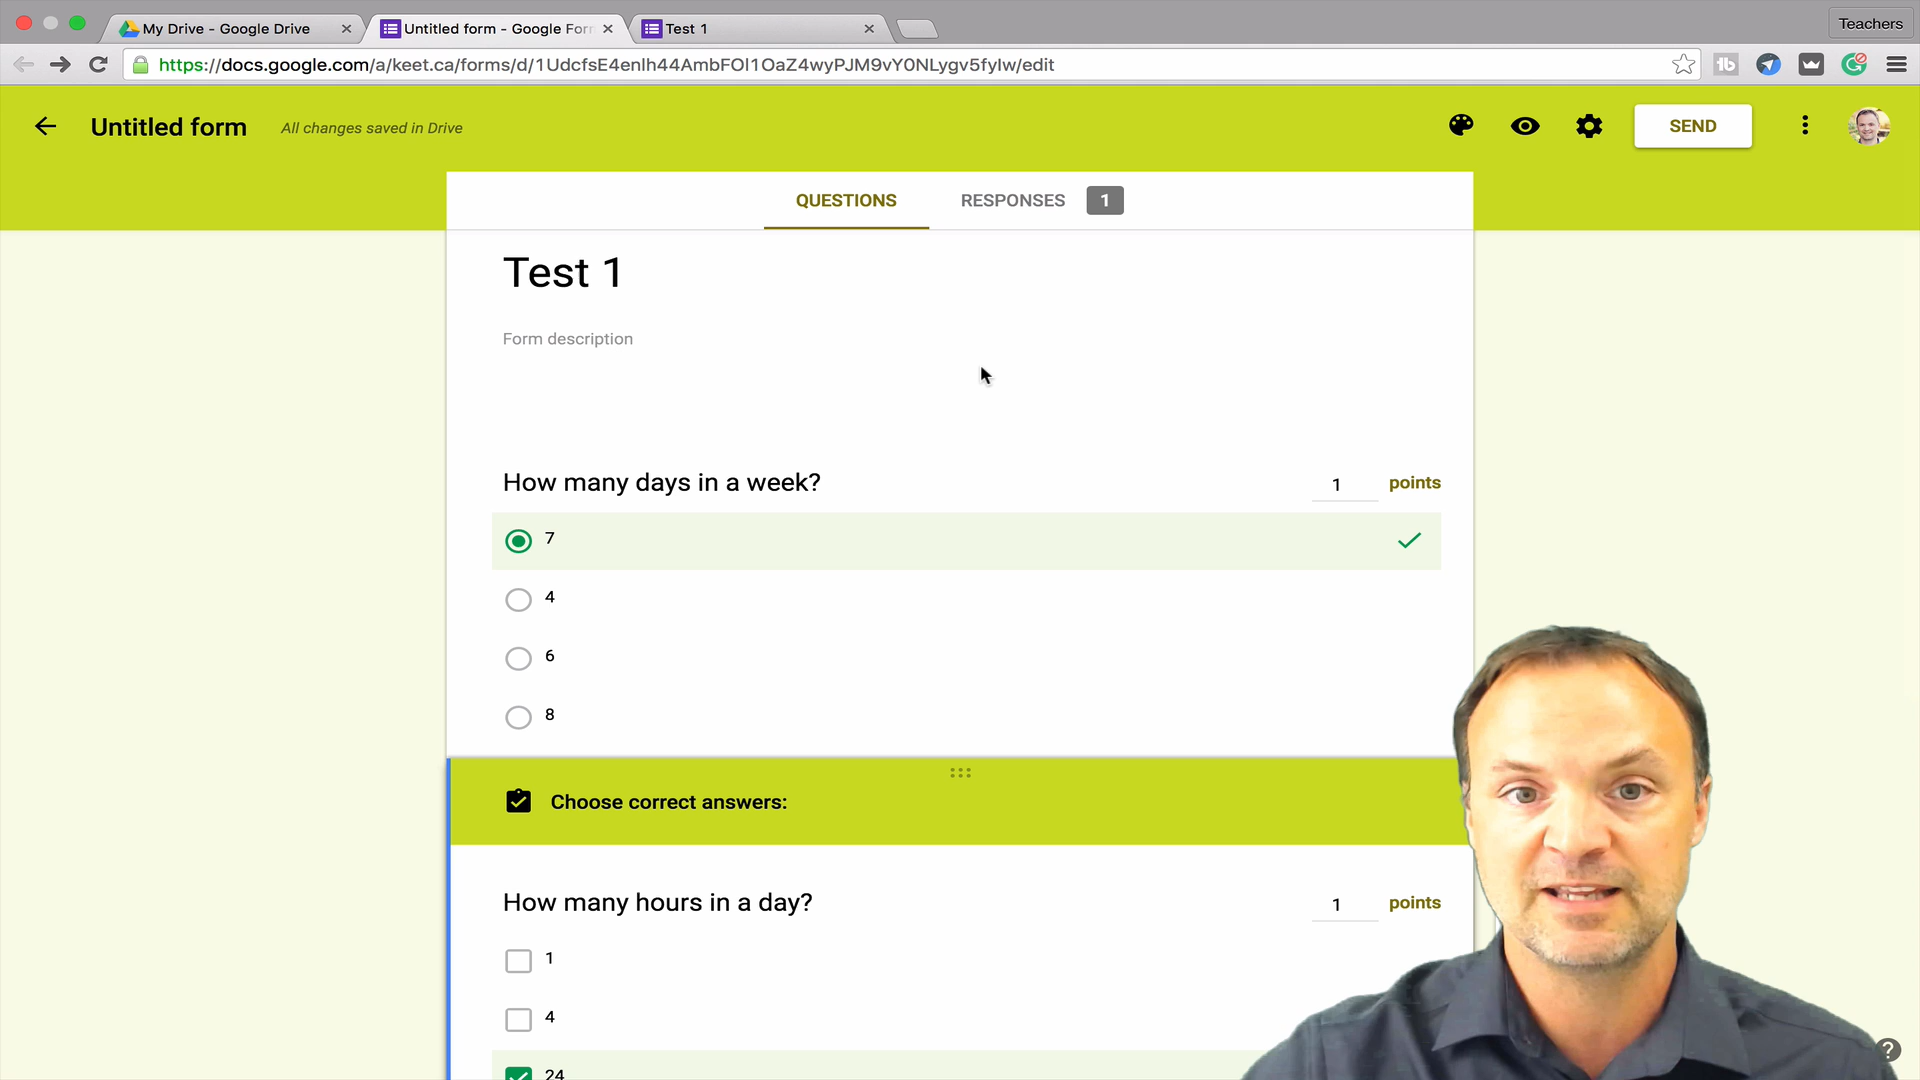 My Drive - Google Drive
Untitled form - Google Form
Test 1
Teachers
https://docs.google.com/a/keet.ca/forms/d/1UdcfsE4enlh44AmbFOl1OaZ4wyPJM9vY0NLygv5fylw/edit
Untitled form
All changes saved in Drive
SEND
QUESTIONS
RESPONSES 1
Test 1
Form description
How many days in a week? 1 points
7
4
6
8
Choose correct answers:
How many hours in a day? 1 points
1
4
24